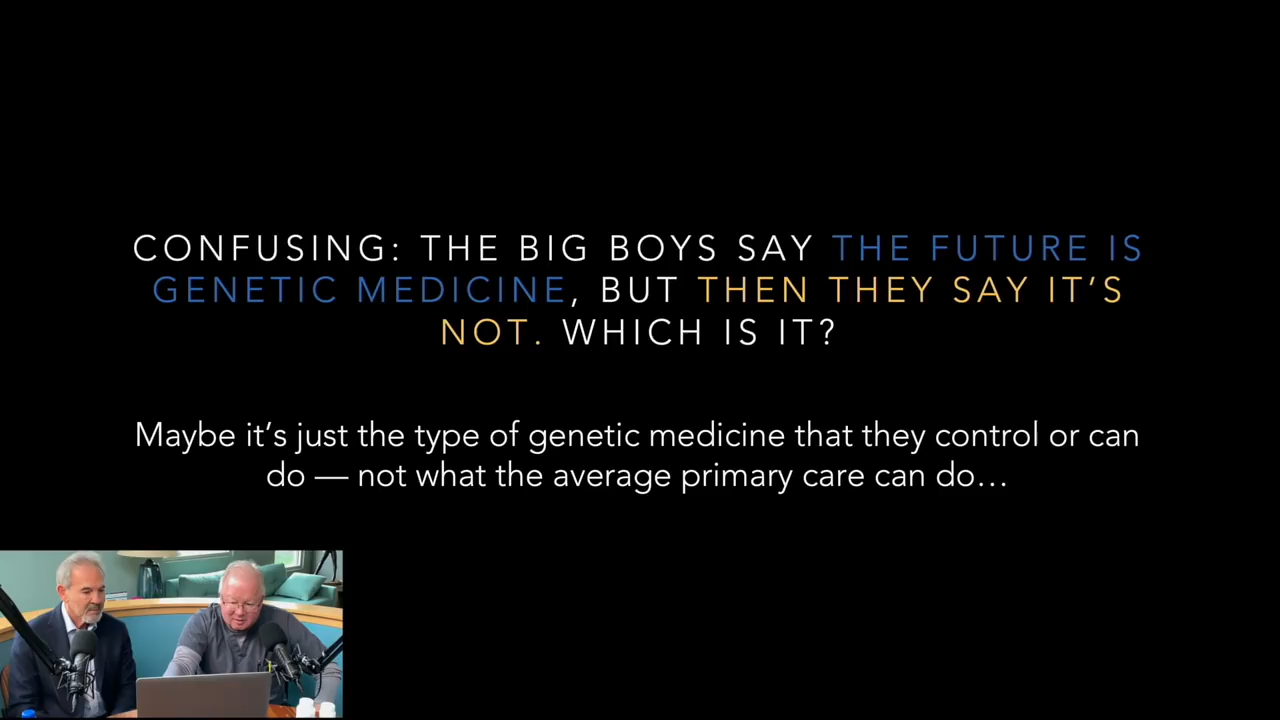 CONFUSING: THE BIG BOYS SAY THE FUTURE IS
GENETIC MEDICINE, BUT THEN THEY SAY IT’S
NOT. WHICH IS IT?
Maybe it’s just the type of genetic medicine that they control or can
do — not what the average primary care can do…